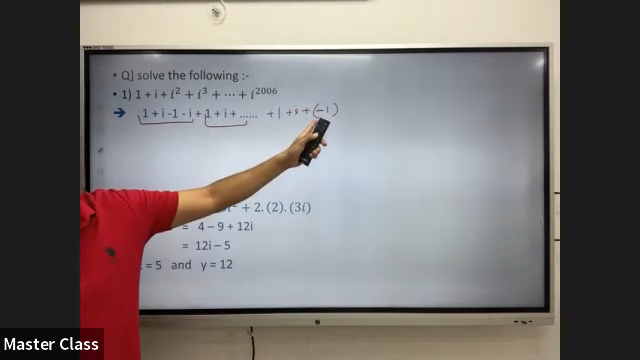 • Q] solve the following :-
• 1) 1 + i + i² + i³ + ⋯ + i²⁰⁰⁶
➔ 1 + i -1 - i + 1 + i + ...... + 1 + i + (-1)
+ 2.(2).(3i)
= 4 – 9 + 12i
= 12i – 5
= 5 and y = 12
Master Class